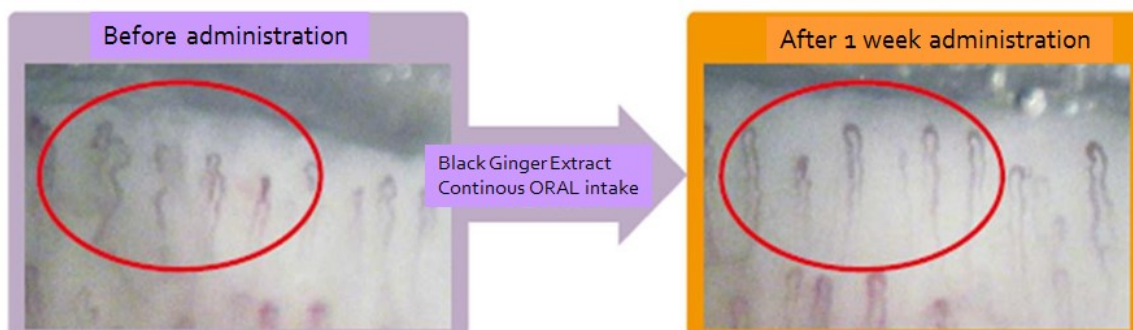 Before administration
Black Ginger Extract
Continous ORAL intake
After 1 week administration